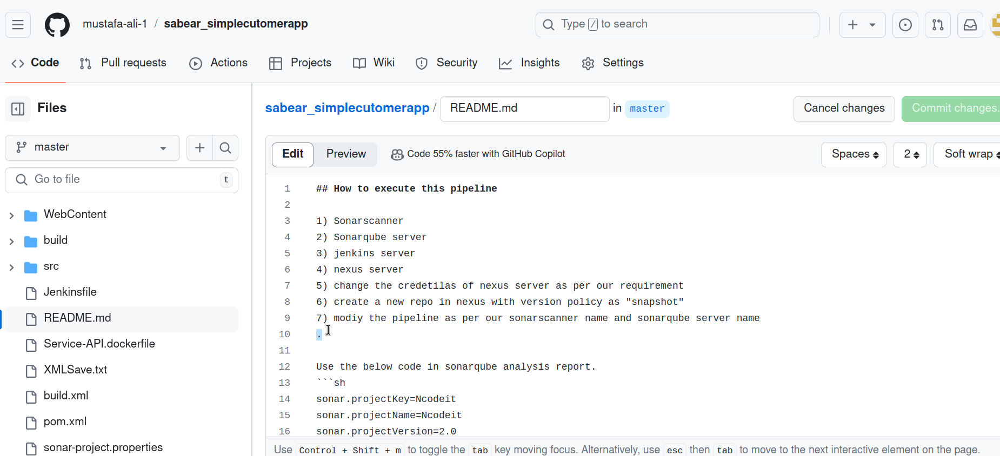 mustafa-ali-1 / sabear_simplecutomerapp
Type / to search
Code
Pull requests
Actions
Projects
Wiki
Security
Insights
Settings
Files
master
Go to file
t
WebContent
build
src
Jenkinsfile
README.md
Service-API.dockerfile
XMLSave.txt
build.xml
pom.xml
sonar-project.properties
sabear_simplecutomerapp / README.md in master
Cancel changes
Commit changes.
Edit
Preview
Code 55% faster with GitHub Copilot
Spaces
2
Soft wrap
1 ## How to execute this pipeline
2
3 1) Sonarscanner
4 2) Sonarqube server
5 3) jenkins server
6 4) nexus server
7 5) change the credetilas of nexus server as per our requirement
8 6) create a new repo in nexus with version policy as "snapshot"
9 7) modiy the pipeline as per our sonarscanner name and sonarqube server name
10 .
11
12 Use the below code in sonarqube analysis report.
13 ```sh
14 sonar.projectKey=Ncodeit
15 sonar.projectName=Ncodeit
16 sonar.projectVersion=2.0
Use Control + Shift + m to toggle the tab key moving focus. Alternatively, use esc then tab to move to the next interactive element on the page.